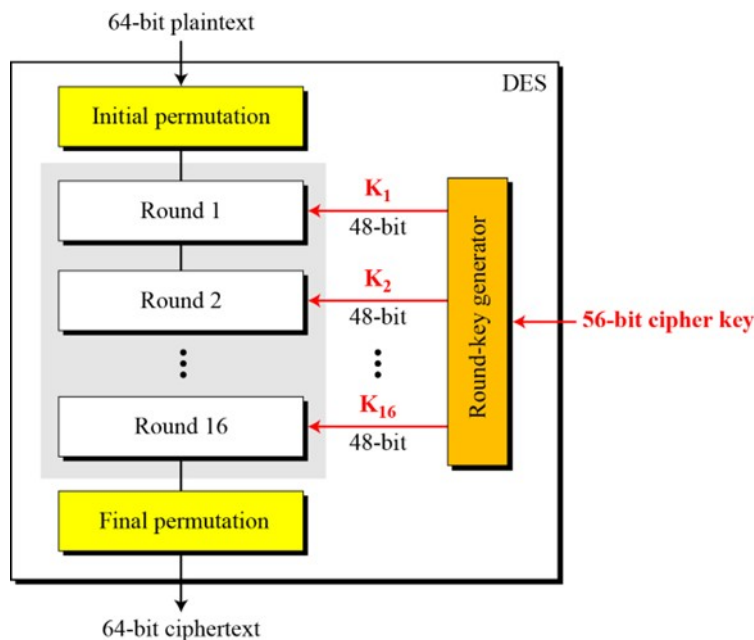 64-bit plaintext
DES
Initial permutation
Round 1
K1
48-bit
Round 2
K2
48-bit
Round-key generator
56-bit cipher key
Round 16
K16
48-bit
Final permutation
64-bit ciphertext